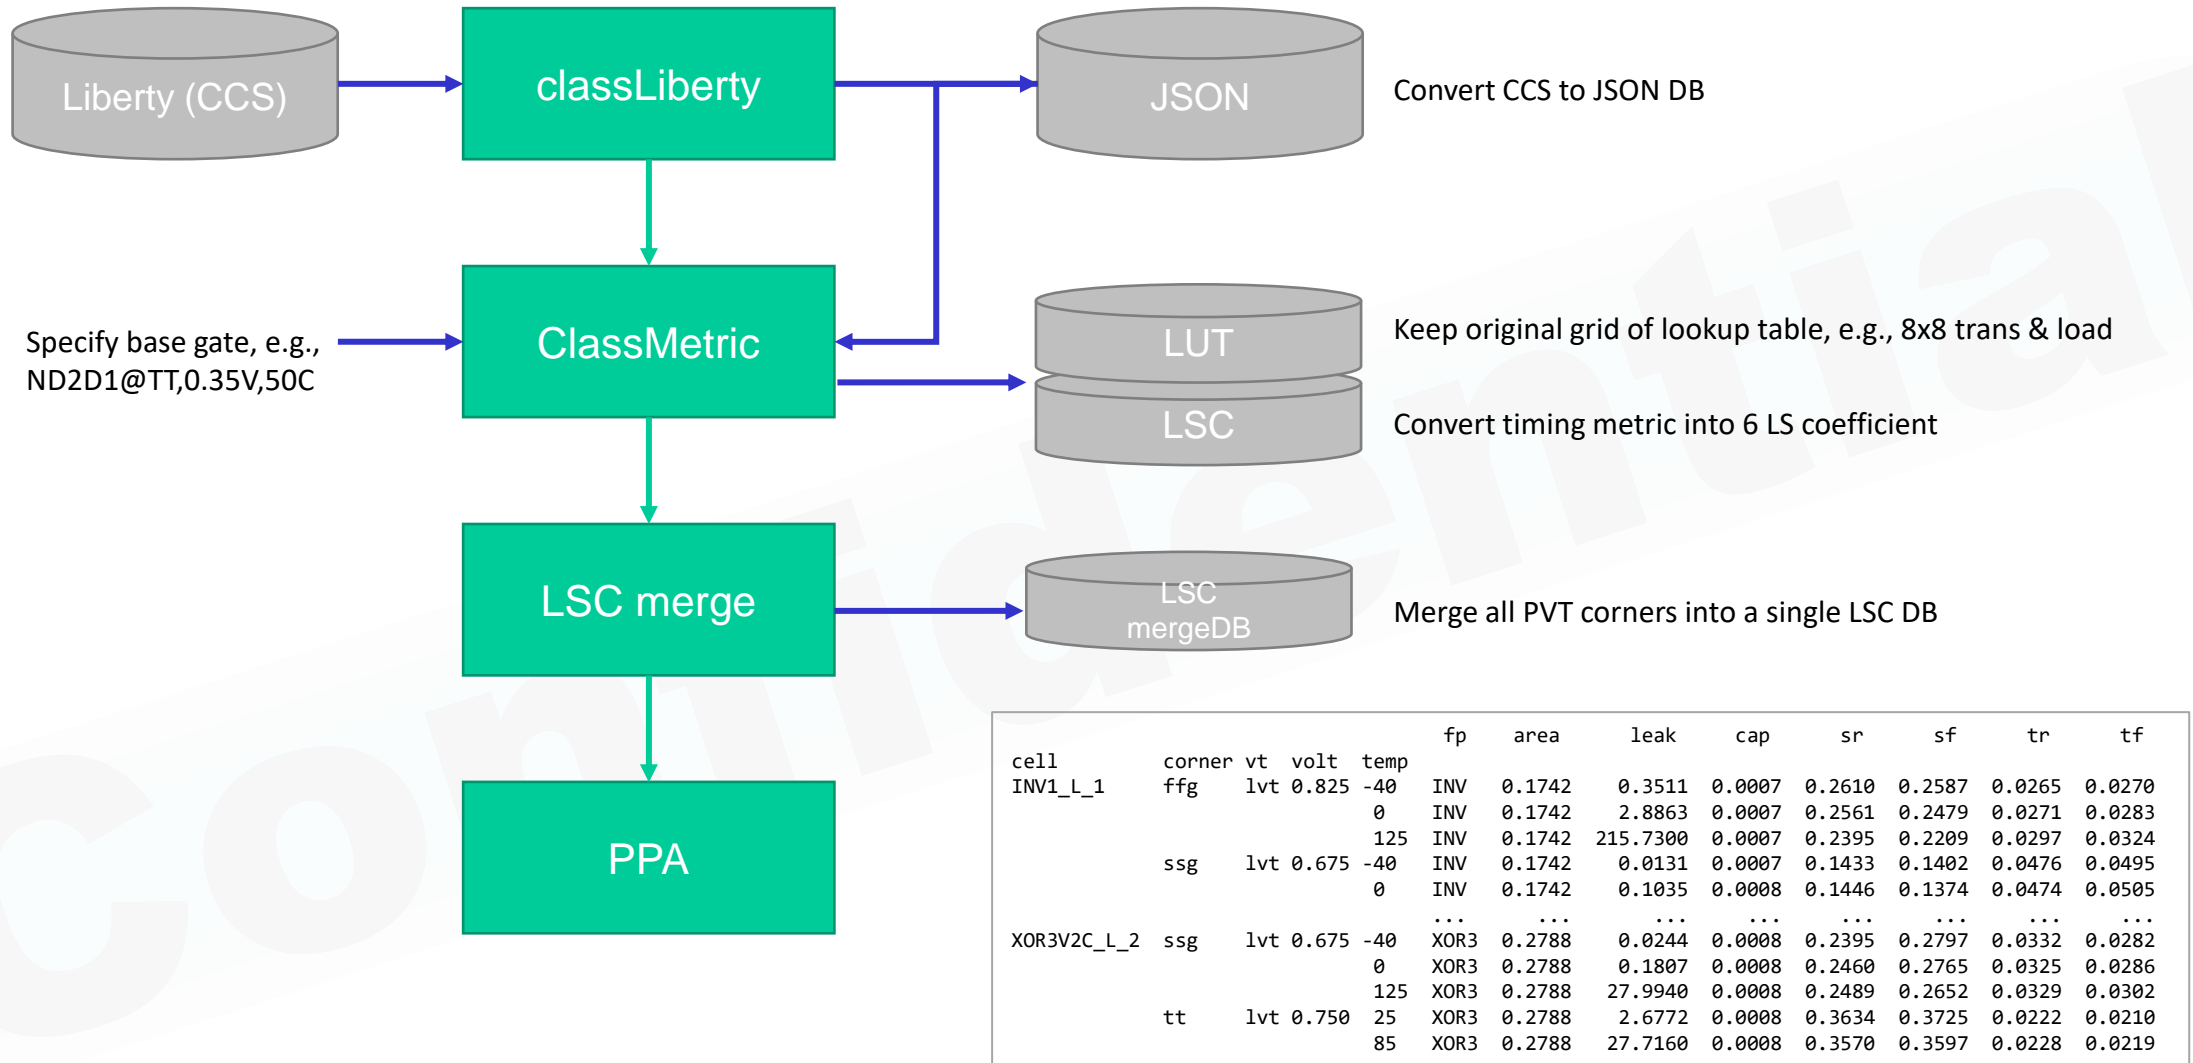 Liberty (CCS)
classLiberty
JSON
Convert CCS to JSON DB
Specify base gate, e.g.,
ND2D1@TT,0.35V,50C
ClassMetric
LUT
Keep original grid of lookup table, e.g., 8x8 trans & load
LSC
Convert timing metric into 6 LS coefficient
LSC merge
LSC
mergeDB
Merge all PVT corners into a single LSC DB
PPA
fp area leak cap sr sf tr tf
cell corner vt volt temp
INV1_L_1 ffg lvt 0.825 -40 INV 0.1742 0.3511 0.0007 0.2610 0.2587 0.0265 0.0270
0 INV 0.1742 2.8863 0.0007 0.2561 0.2479 0.0271 0.0283
125 INV 0.1742 215.7300 0.0007 0.2395 0.2209 0.0297 0.0324
ssg lvt 0.675 -40 INV 0.1742 0.0131 0.0007 0.1433 0.1402 0.0476 0.0495
0 INV 0.1742 0.1035 0.0008 0.1446 0.1374 0.0474 0.0505
... ... ... ... ... ... ... ...
XOR3V2C_L_2 ssg lvt 0.675 -40 XOR3 0.2788 0.0244 0.0008 0.2395 0.2797 0.0332 0.0282
0 XOR3 0.2788 0.1807 0.0008 0.2460 0.2765 0.0325 0.0286
125 XOR3 0.2788 27.9940 0.0008 0.2489 0.2652 0.0329 0.0302
tt lvt 0.750 25 XOR3 0.2788 2.6772 0.0008 0.3634 0.3725 0.0222 0.0210
85 XOR3 0.2788 27.7160 0.0008 0.3570 0.3597 0.0228 0.0219
Confidential